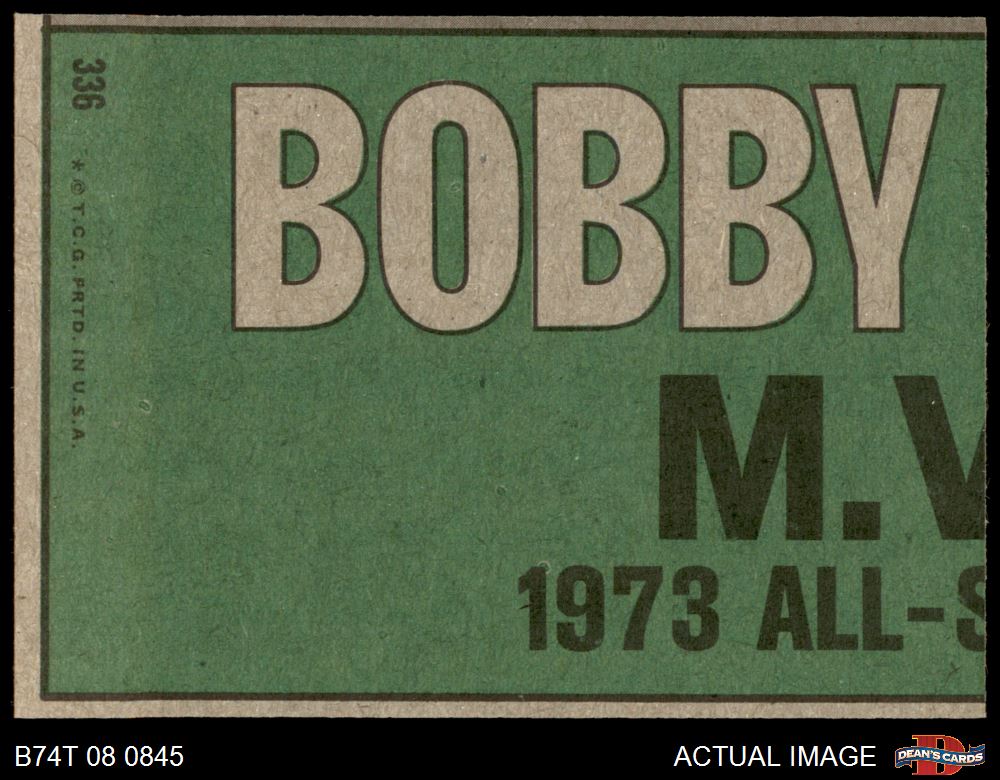 336
* © T.C.G. PRTD. IN U.S.A.
BOBBY
M.V
1973 ALL-S
B74T 08 0845
ACTUAL IMAGE
D
DEAN'S CARDS